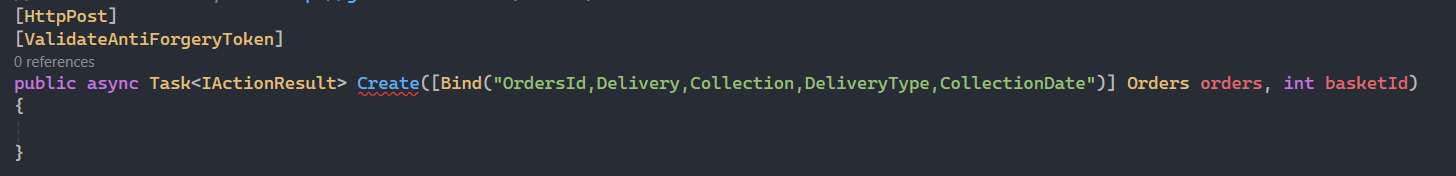 [HttpPost]
[ValidateAntiForgeryToken]
0 references
public async Task<IActionResult> Create([Bind("OrdersId,Delivery,Collection,DeliveryType,CollectionDate")] Orders orders, int basketId)
{
}